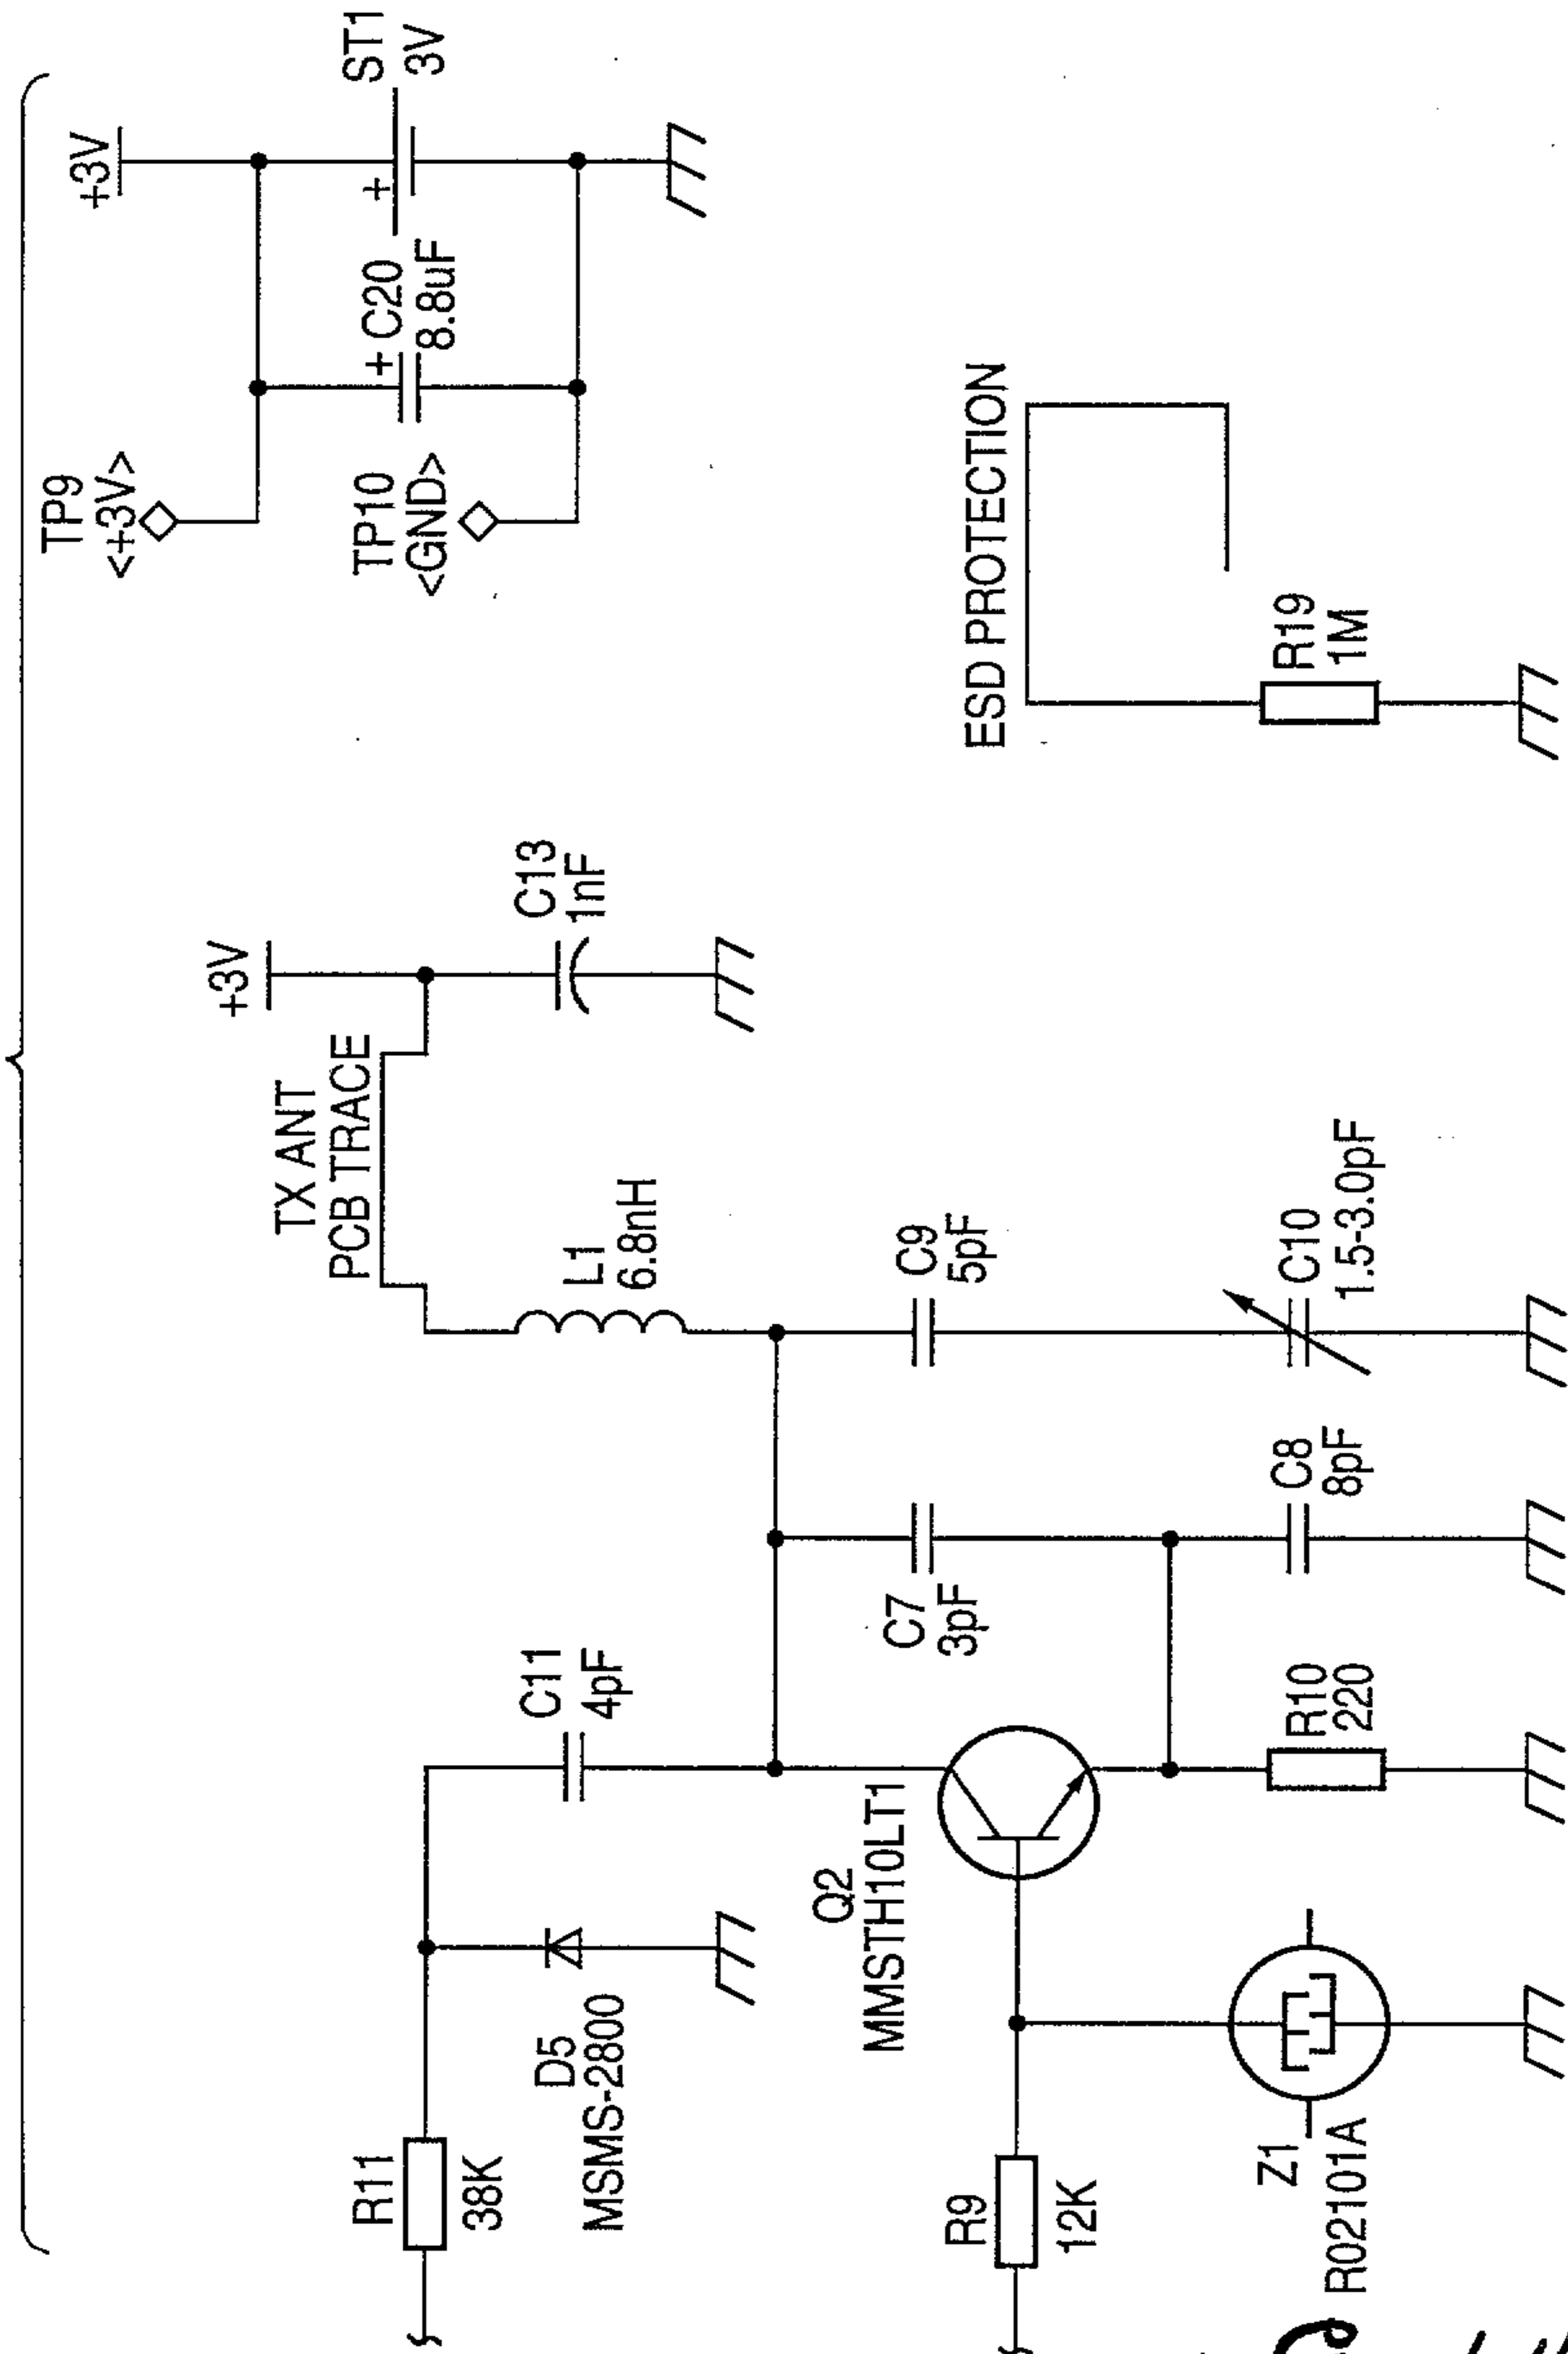 +3V
TP9
<+3V>
ST1
3V
+
+ C20
8.8uF
TP10
<GND>
+3V
TX ANT
PCB TRACE
C13
1nF
L1
6.8nH
ESD PROTECTION
R19
1M
R11
38K
D5
MSMS-2800
C11
4pF
Q2
MMSTH10LT1
C7
3pF
C9
5pF
R9
12K
Z1
R02101A
R10
220
C8
8pF
C10
1.5-3.0pF